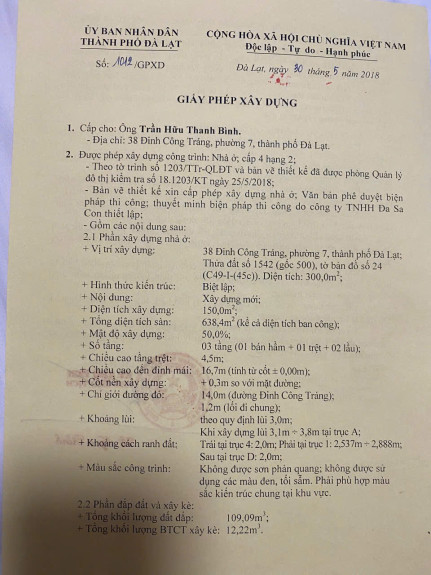 ỦY BAN NHÂN DÂN
THÀNH PHỐ ĐÀ LẠT
Số: 1012/GPXD
CỘNG HÒA XÃ HỘI CHỦ NGHĨA VIỆT NAM
Độc lập - Tự do - Hạnh phúc
Đà Lạt, ngày 30 tháng 5 năm 2018
GIẤY PHÉP XÂY DỰNG
1. Cấp cho: Ông Trần Hữu Thanh Bình.
- Địa chỉ: 38 Đinh Công Tráng, phường 7, thành phố Đà Lạt.
2. Được phép xây dựng công trình: Nhà ở; cấp 4 hạng 2;
- Theo tờ trình số 1203/TTr-QLĐT và bản vẽ thiết kế đã được phòng Quản lý
đô thị kiểm tra số 18.1203/KT ngày 25/5/2018;
- Bản vẽ thiết kế xin cấp phép xây dựng nhà ở; Văn bản phê duyệt biện
pháp thi công; thuyết minh biện pháp thi công do công ty TNHH Đa Sa
Con thiết lập;
- Gồm các nội dung sau:
2.1 Phần xây dựng nhà ở:
+ Vị trí xây dựng: 38 Đinh Công Tráng, phường 7, thành phố Đà Lạt;
Thửa đất số 1542 (gốc 500), tờ bản đồ số 24
(C49-I-(45c)). Diện tích: 300,0m²;
+ Hình thức kiến trúc: Biệt lập;
+ Nội dung: Xây dựng mới;
+ Diện tích xây dựng: 150,0m²;
+ Tổng diện tích sàn: 638,4m² (kể cả diện tích ban công);
+ Mật độ xây dựng: 50,0%;
+ Số tầng: 03 tầng (01 bán hầm + 01 trệt + 02 lầu);
+ Chiều cao tầng trệt: 4,5m;
+ Chiều cao đến đỉnh mái: 16,7m (tính từ cốt ± 0,00m);
+ Cốt nền xây dựng: + 0,3m so với mặt đường;
+ Chỉ giới đường đỏ: 14,0m (đường Đinh Công Tráng);
1,2m (lối đi chung);
+ Khoảng lùi: theo quy định lùi 3,0m;
Khi xây dựng lùi 3,1m ÷ 3,8m tại trục A;
+ Khoảng cách ranh đất: Trái tại trục 4: 2,0m; Phải tại trục 1: 2,537m ÷ 2,888m;
Sau tại trục D: 2,0m;
+ Màu sắc công trình: Không được sơn phản quang; không được sử
dụng các màu đen, tối sẫm. Phải phù hợp màu
sắc kiến trúc chung tại khu vực.
2.2 Phần đắp đất và xây kè:
+ Tổng khối lượng đất đắp: 109,09m³;
+ Tổng khối lượng BTCT xây kè: 12,22m³.